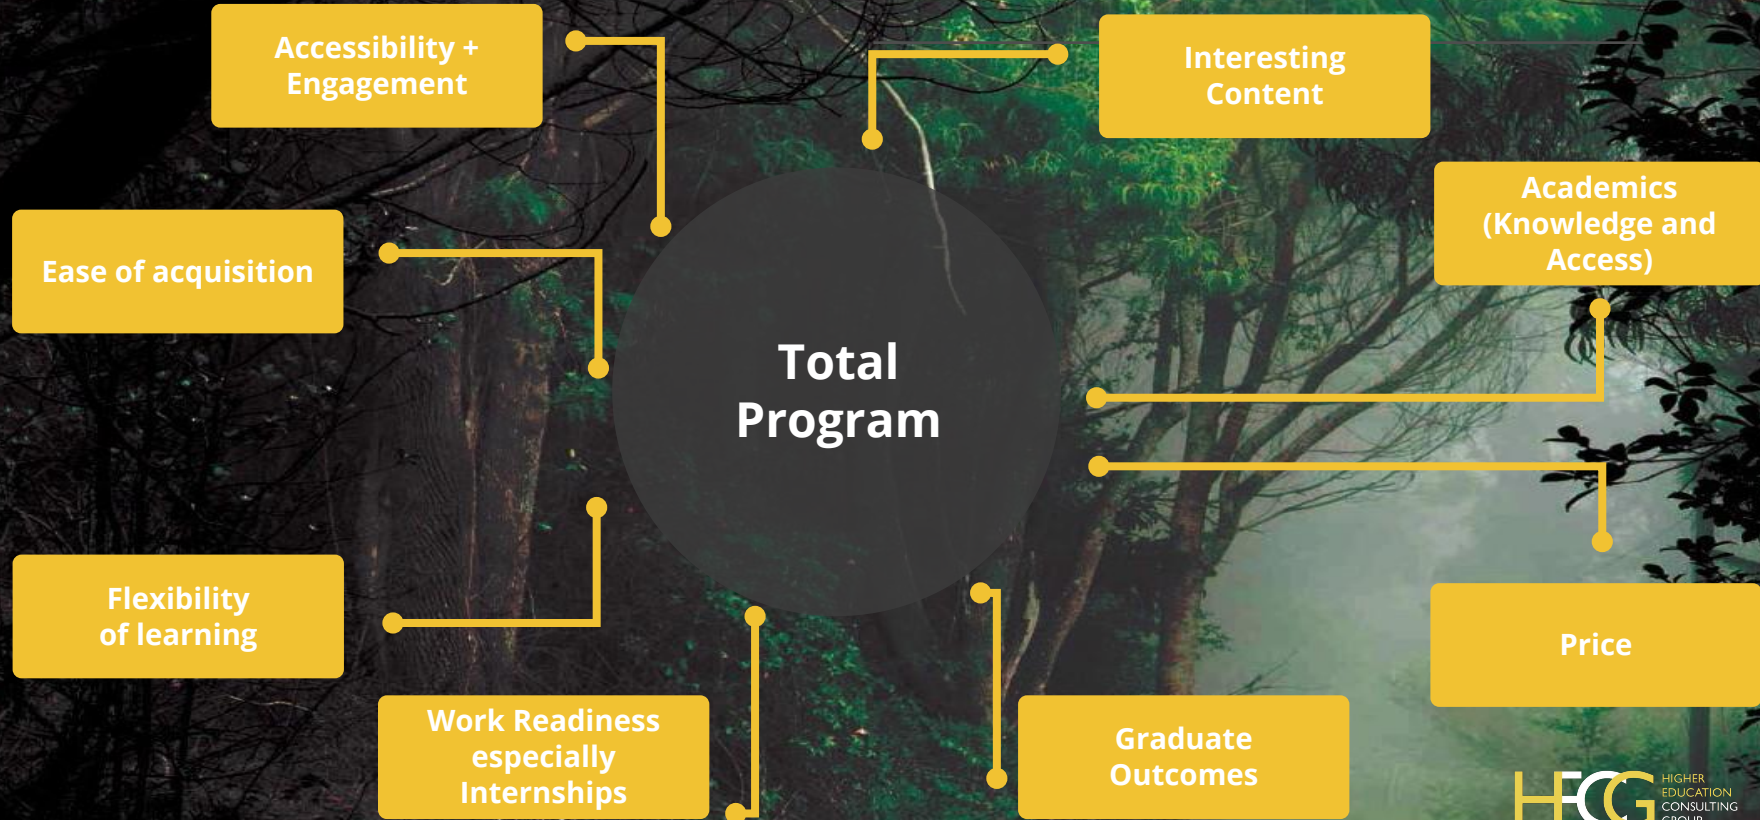 Accessibility +
Engagement
Interesting
Content
Academics
(Knowledge and
Access)
Ease of acquisition
Total
Program
Flexibility
of learning
Price
Work Readiness
especially
Internships
Graduate
Outcomes
HECG
HIGHER
EDUCATION
CONSULTING
GROUP